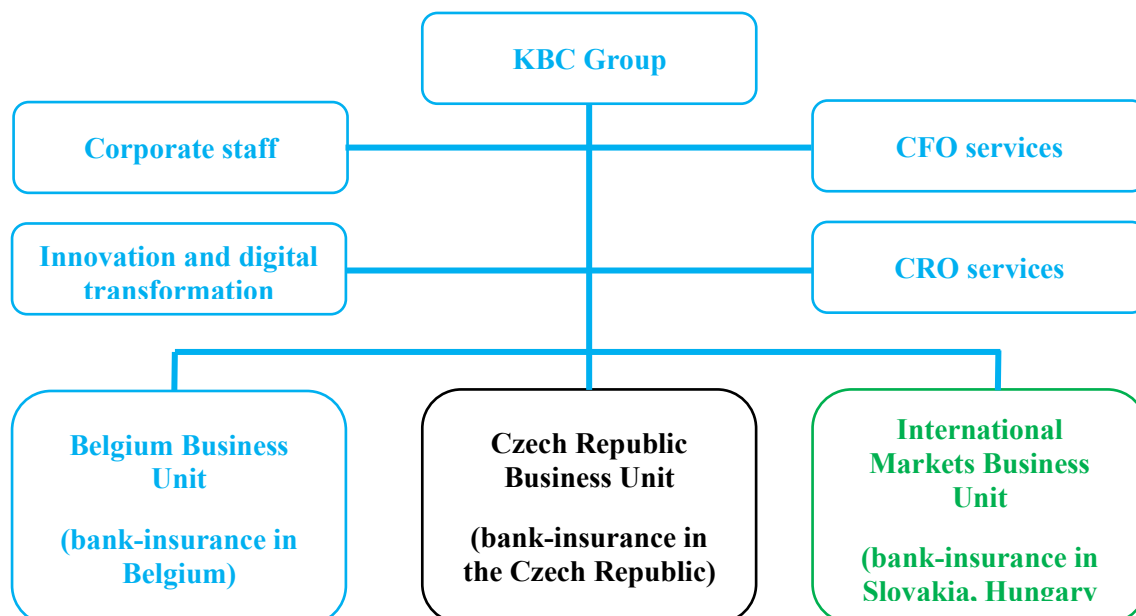 KBC Group
Corporate staff
CFO services
Innovation and digital
transformation
CRO services
Belgium Business
Unit
(bank-insurance in
Belgium)
Czech Republic
Business Unit
(bank-insurance in
the Czech Republic)
International
Markets Business
Unit
(bank-insurance in
Slovakia, Hungary